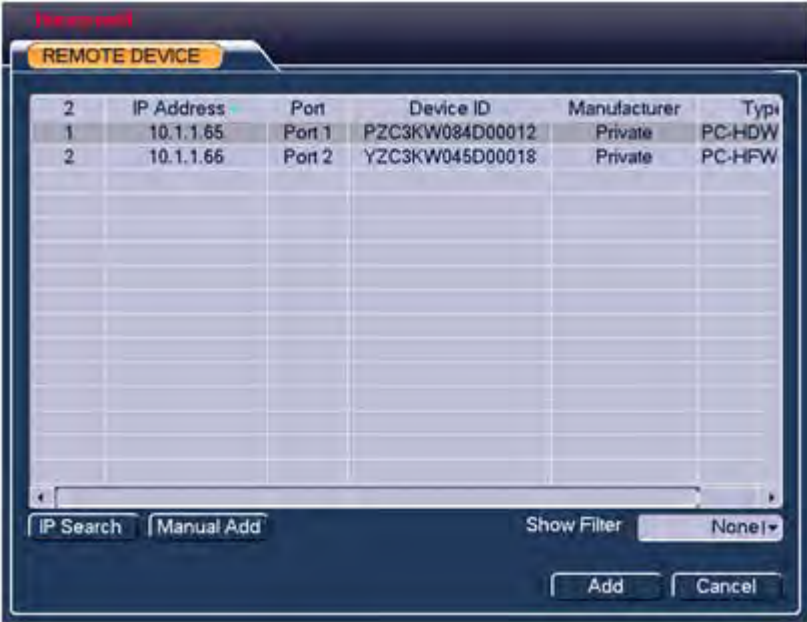 Honeywell
REMOTE DEVICE
2 IP Address Port Device ID Manufacturer Type
1 10.1.1.65 Port 1 PZC3KW084D00012 Private PC-HDW
2 10.1.1.66 Port 2 YZC3KW045D00018 Private PC-HFW
IP Search Manual Add Show Filter None
Add Cancel